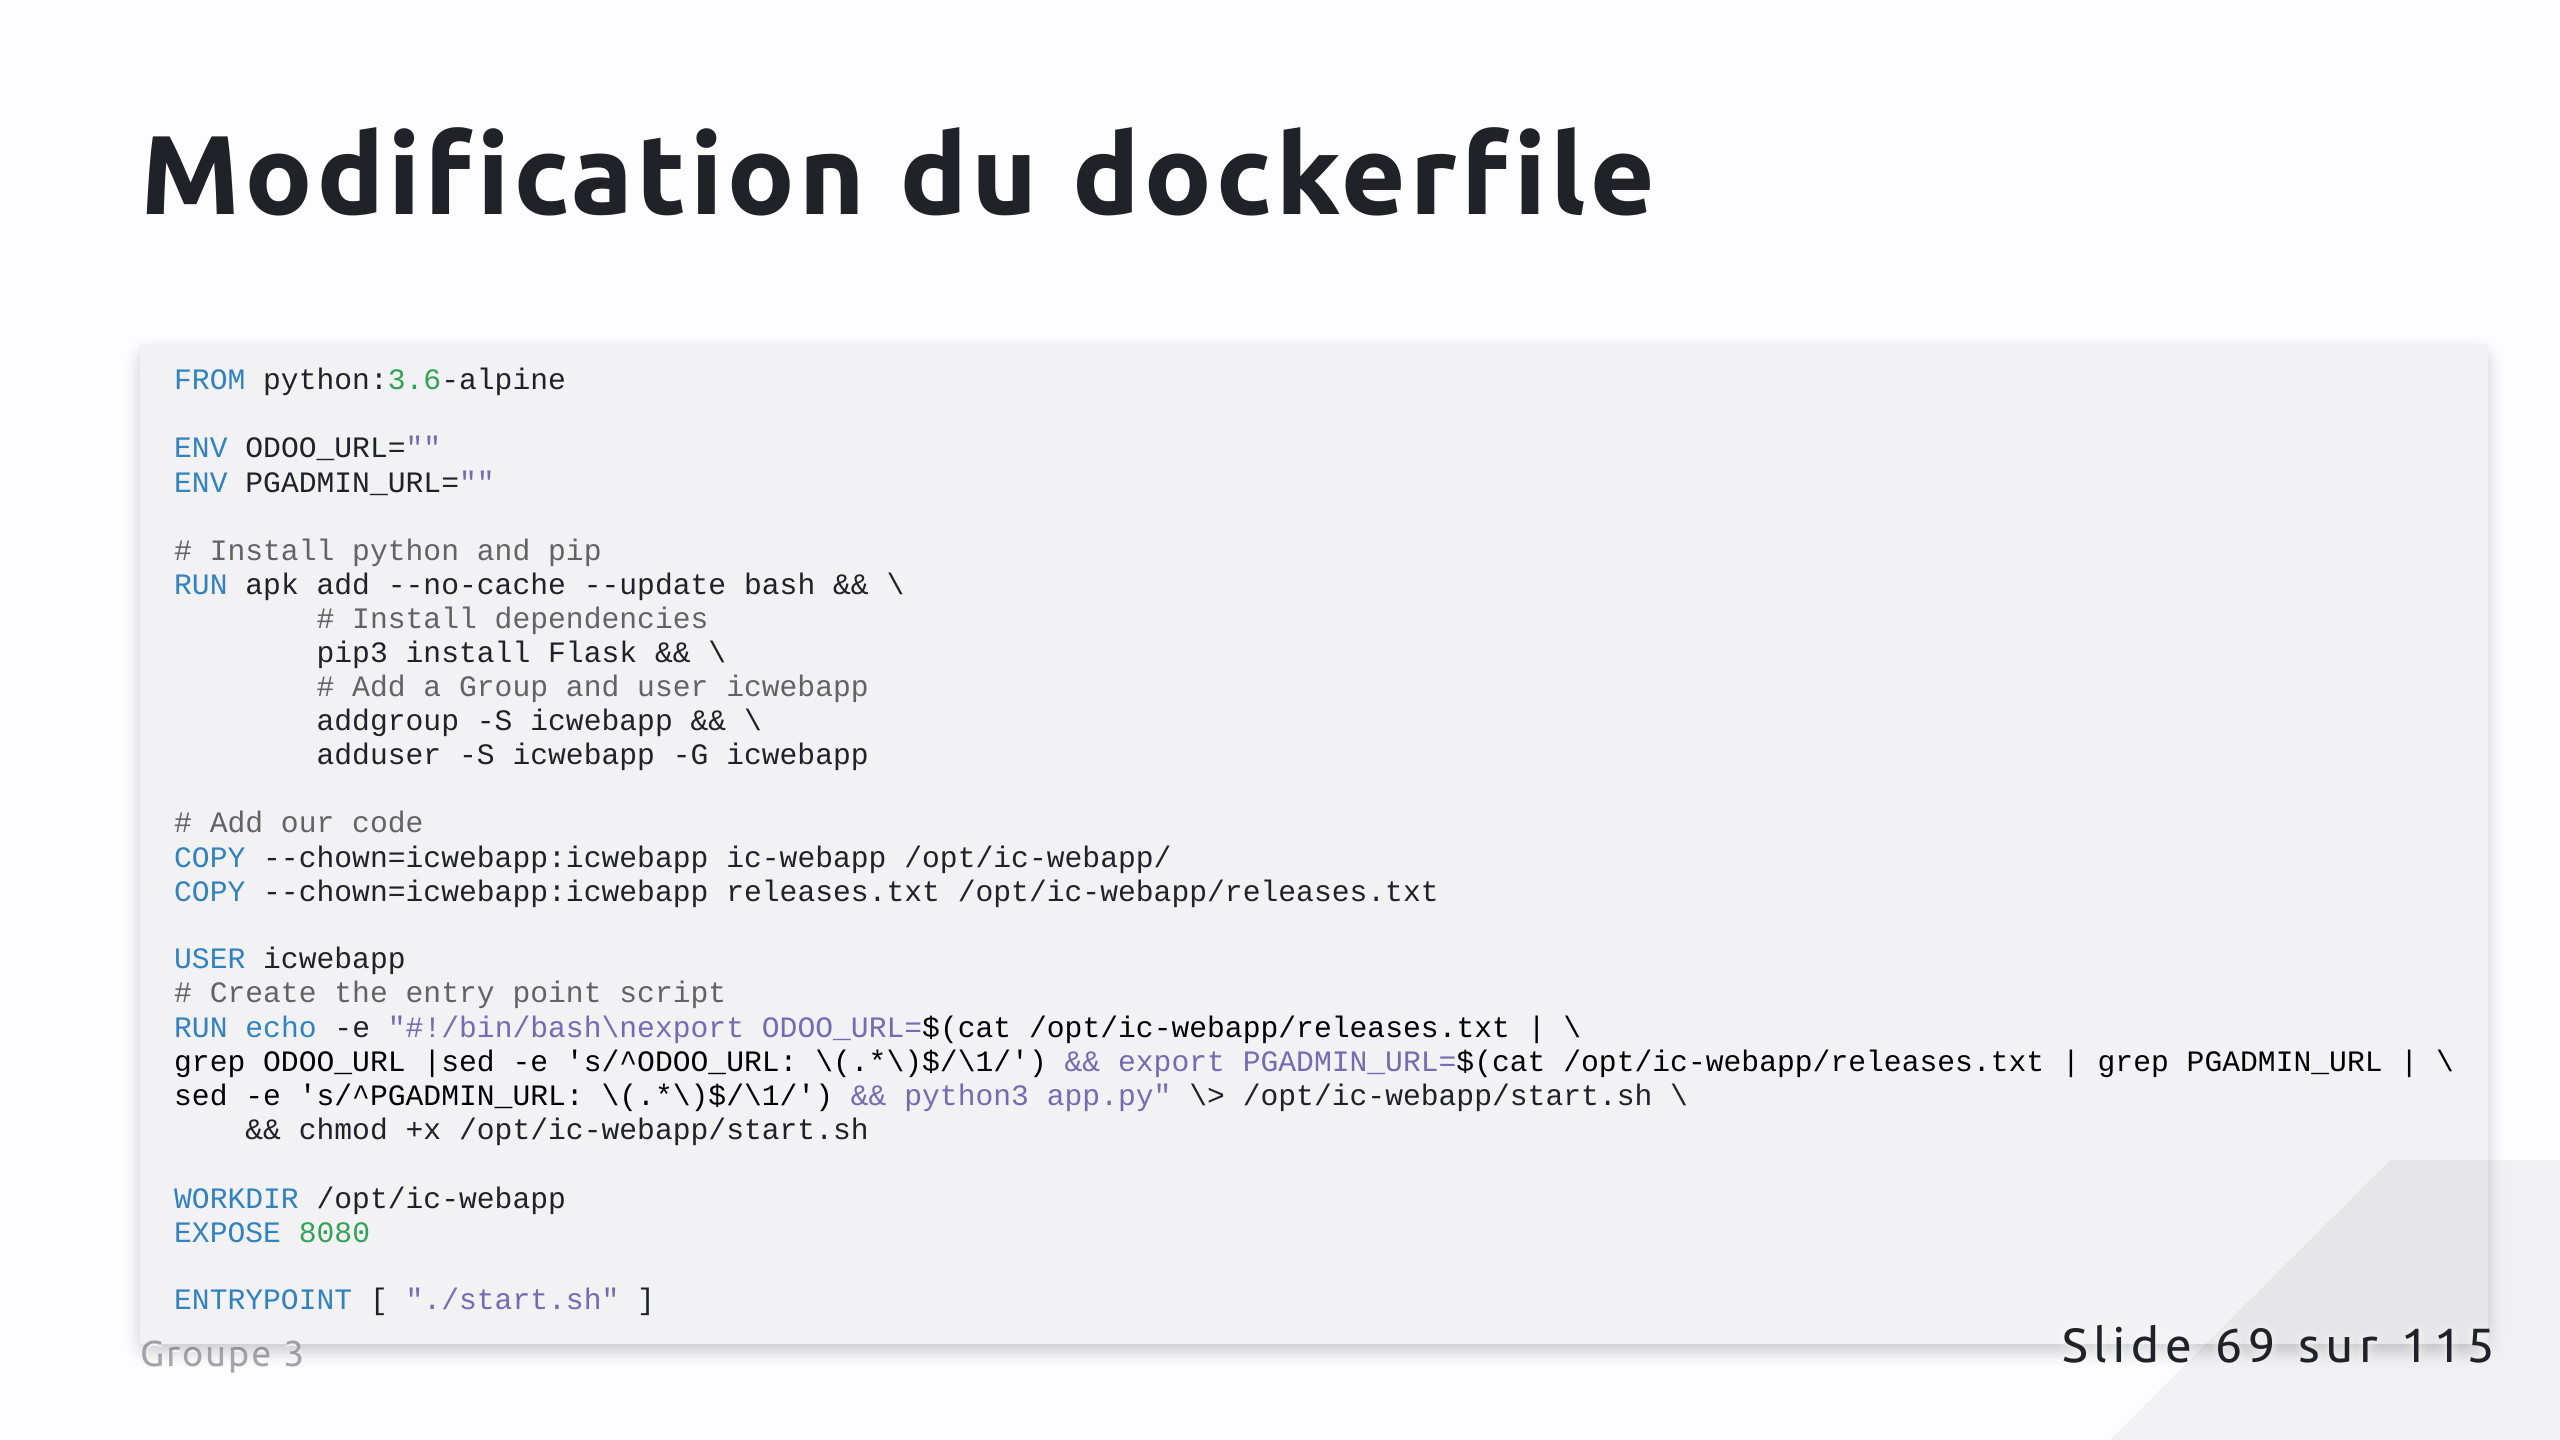 Modification du dockerfile
FROM python:3.6-alpine
ENV ODOO_URL=""
ENV PGADMIN_URL=""
# Install python and pip
RUN apk add --no-cache --update bash && \
# Install dependencies
pip3 install Flask && \
# Add a Group and user icwebapp
addgroup -S icwebapp && \
adduser -S icwebapp -G icwebapp
# Add our code
COPY --chown=icwebapp:icwebapp ic-webapp /opt/ic-webapp/
COPY --chown=icwebapp:icwebapp releases.txt /opt/ic-webapp/releases.txt
USER icwebapp
# Create the entry point script
RUN echo -e "#!/bin/bash\nexport ODOO_URL=$(cat /opt/ic-webapp/releases.txt | \
grep ODOO_URL |sed -e 's/^ODOO_URL: \(.*\)$/\1/') && export PGADMIN_URL=$(cat /opt/ic-webapp/releases.txt | grep PGADMIN_URL | \
sed -e 's/^PGADMIN_URL: \(.*\)$/\1/') && python3 app.py" \> /opt/ic-webapp/start.sh \
&& chmod +x /opt/ic-webapp/start.sh
WORKDIR /opt/ic-webapp
EXPOSE 8080
ENTRYPOINT [ "./start.sh" ]
Groupe 3
Slide 69 sur 115